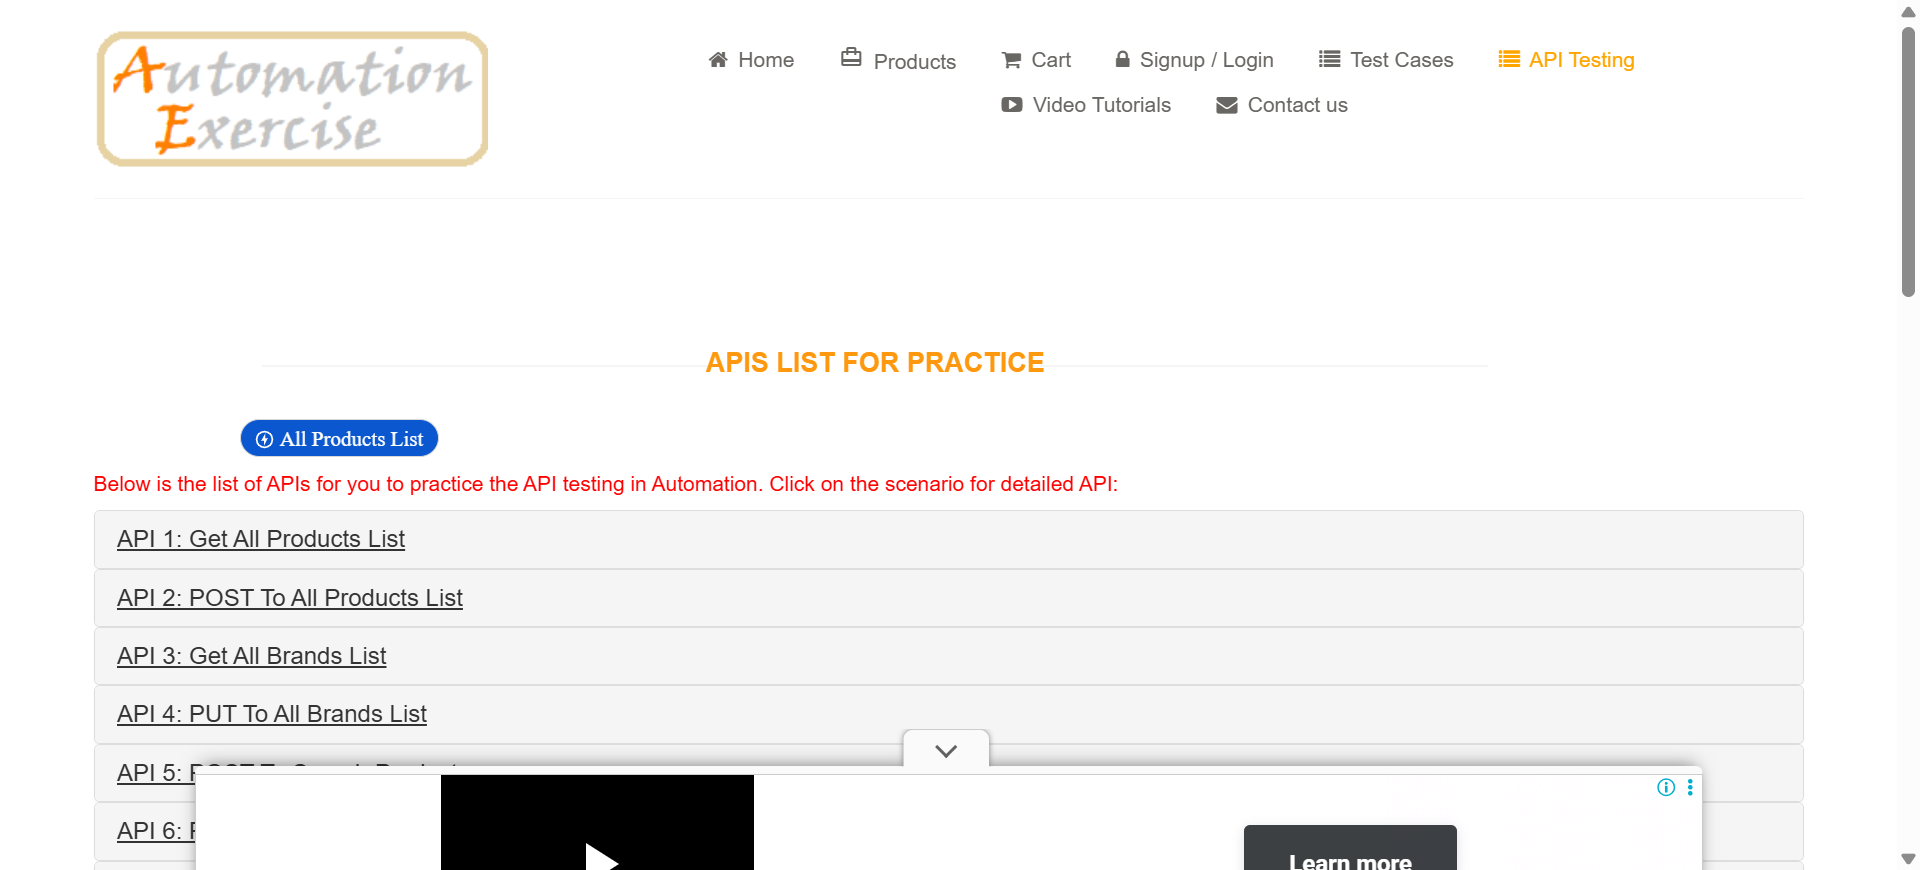 Automation
Exercise
Home
Products
Cart
Signup / Login
Test Cases
API Testing
Video Tutorials
Contact us
APIS LIST FOR PRACTICE
All Products List
Below is the list of APIs for you to practice the API testing in Automation. Click on the scenario for detailed API:
API 1: Get All Products List
API 2: POST To All Products List
API 3: Get All Brands List
API 4: PUT To All Brands List
API 5:
API 6:
Learn more